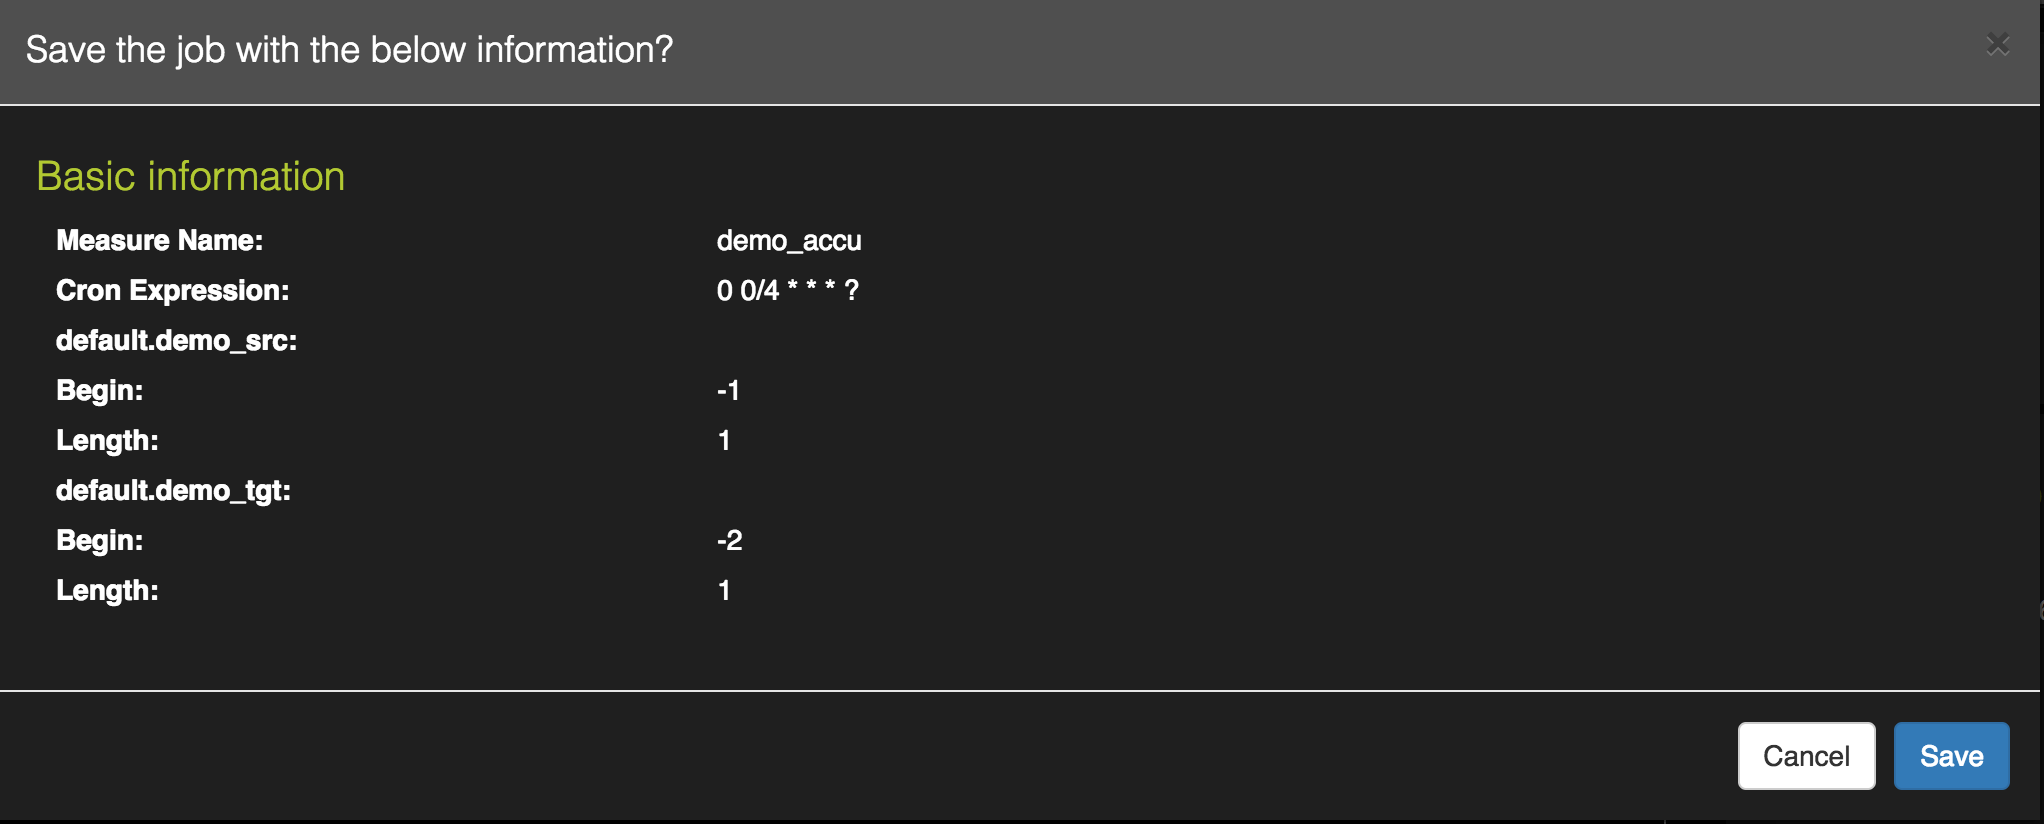 Save the job with the below information?
Basic information
Measure Name: demo_accu
Cron Expression: 0 0/4 * * * ?
default.demo_src:
Begin: -1
Length: 1
default.demo_tgt:
Begin: -2
Length: 1
Cancel Save